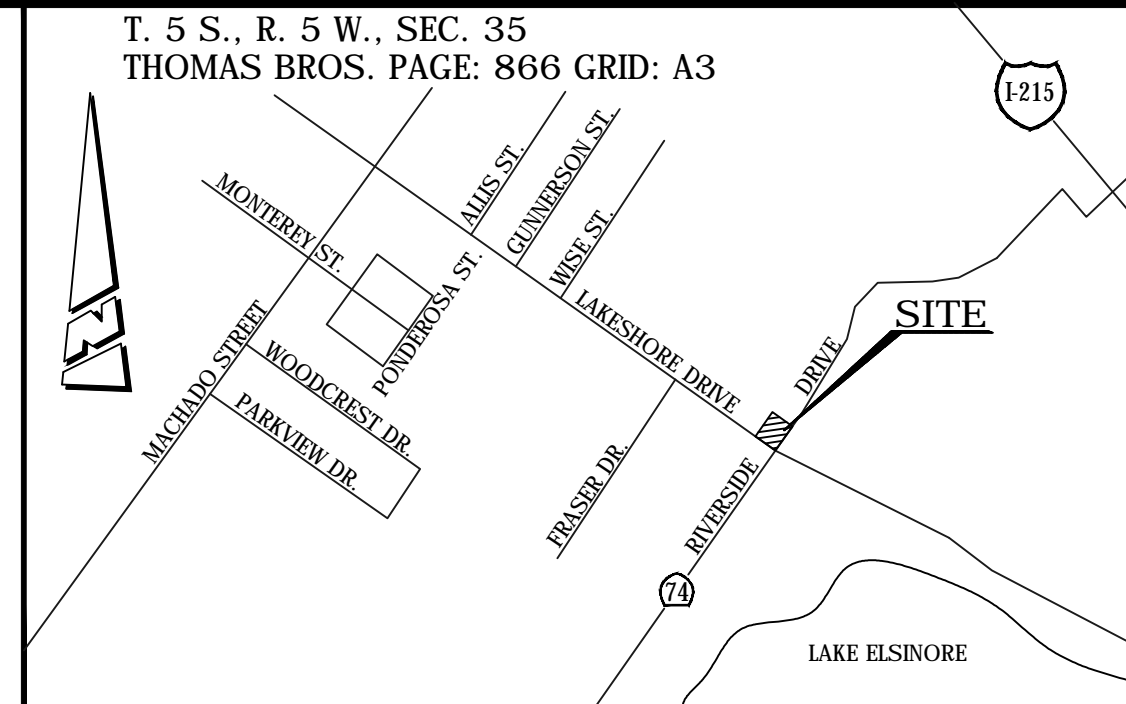 T. 5 S., R. 5 W., SEC. 35
THOMAS BROS. PAGE: 866 GRID: A3
I-215
ALLIS ST.
GUNNERSON ST.
MONTEREY ST.
WISE ST.
PONDEROSA ST.
LAKESHORE DRIVE
SITE
MACHADO STREET
WOODCREST DR.
PARKVIEW DR.
RIVERSIDE DRIVE
FRASER DR.
74
LAKE ELSINORE
N